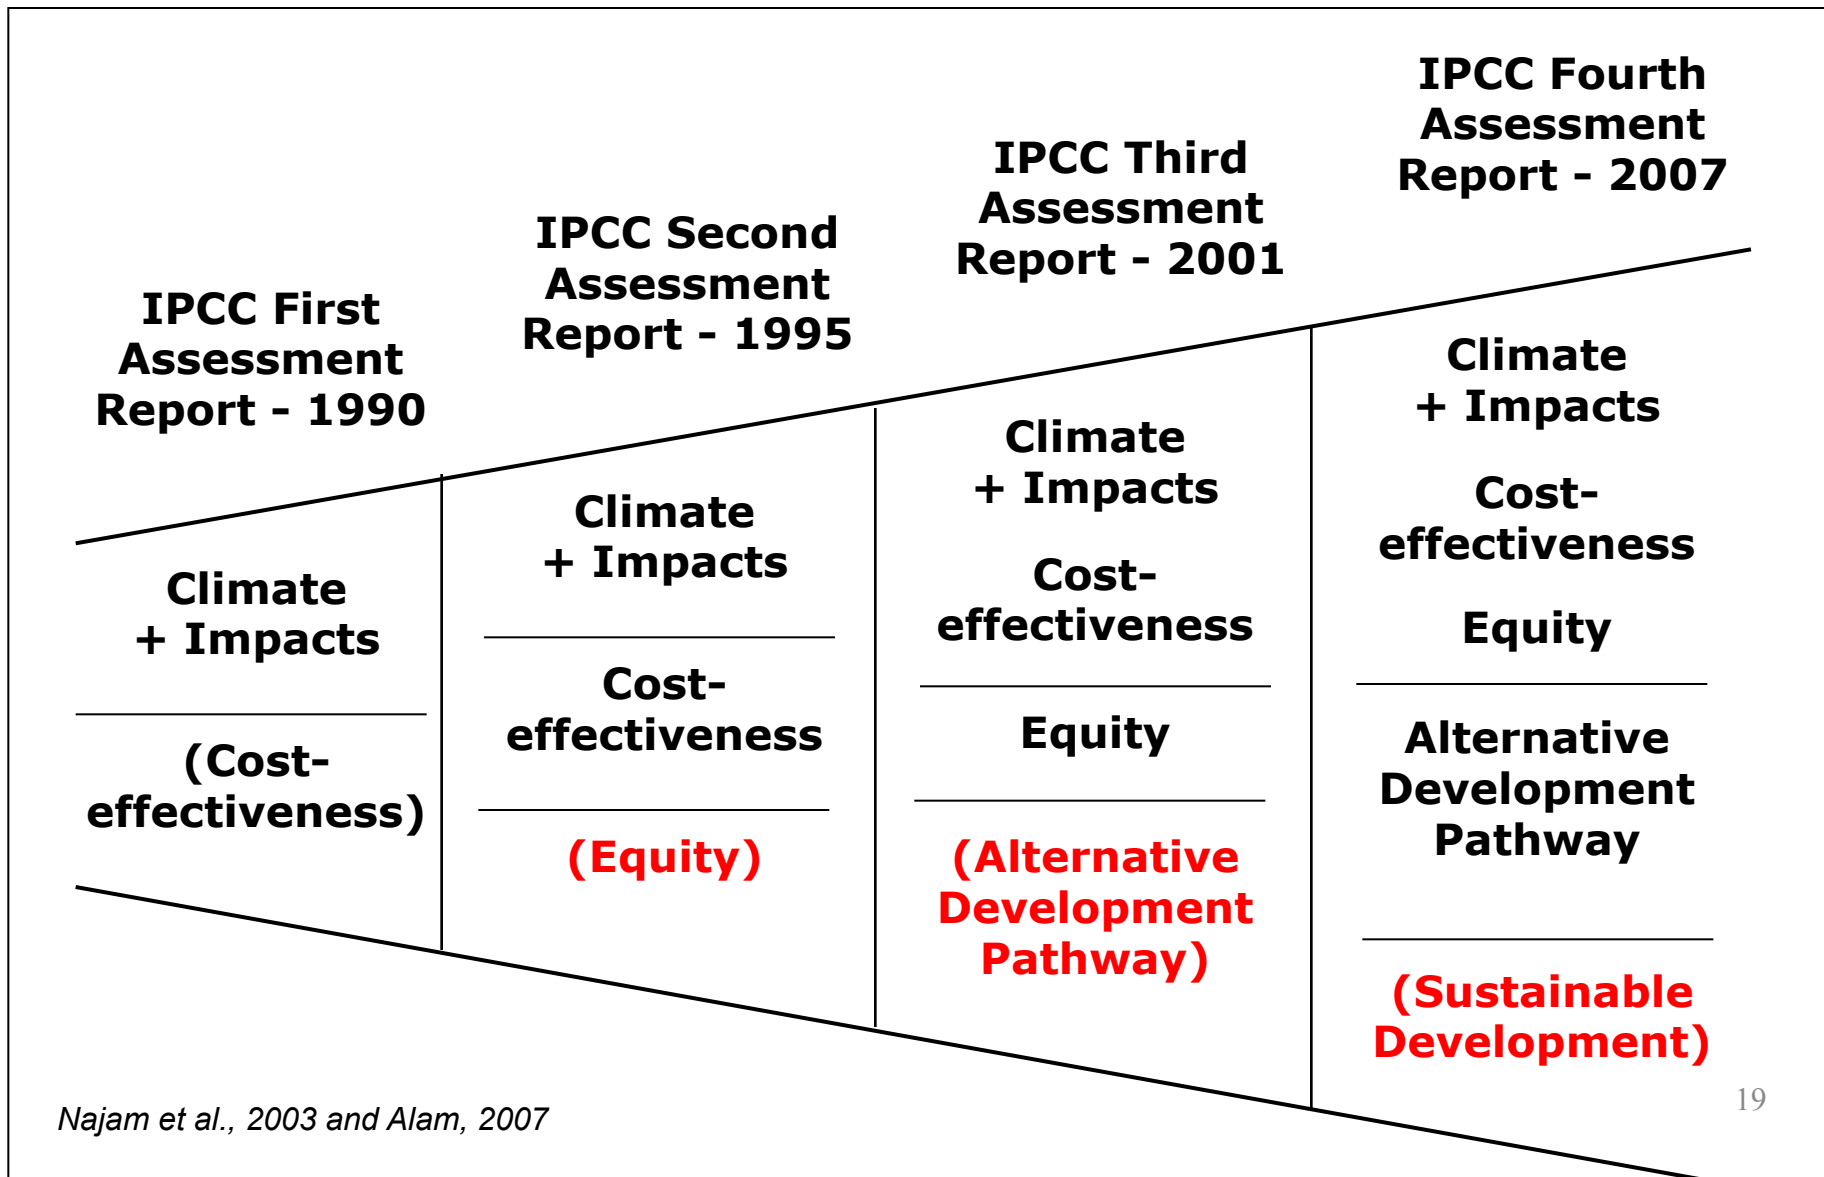 IPCC First
Assessment
Report - 1990
IPCC Second
Assessment
Report - 1995
IPCC Third
Assessment
Report - 2001
IPCC Fourth
Assessment
Report - 2007
Climate
+ Impacts
(Cost-
effectiveness)
Climate
+ Impacts
Cost-
effectiveness
(Equity)
Climate
+ Impacts
Cost-
effectiveness
Equity
(Alternative
Development
Pathway)
Climate
+ Impacts
Cost-
effectiveness
Equity
Alternative
Development
Pathway
(Sustainable
Development)
Najam et al., 2003 and Alam, 2007
19